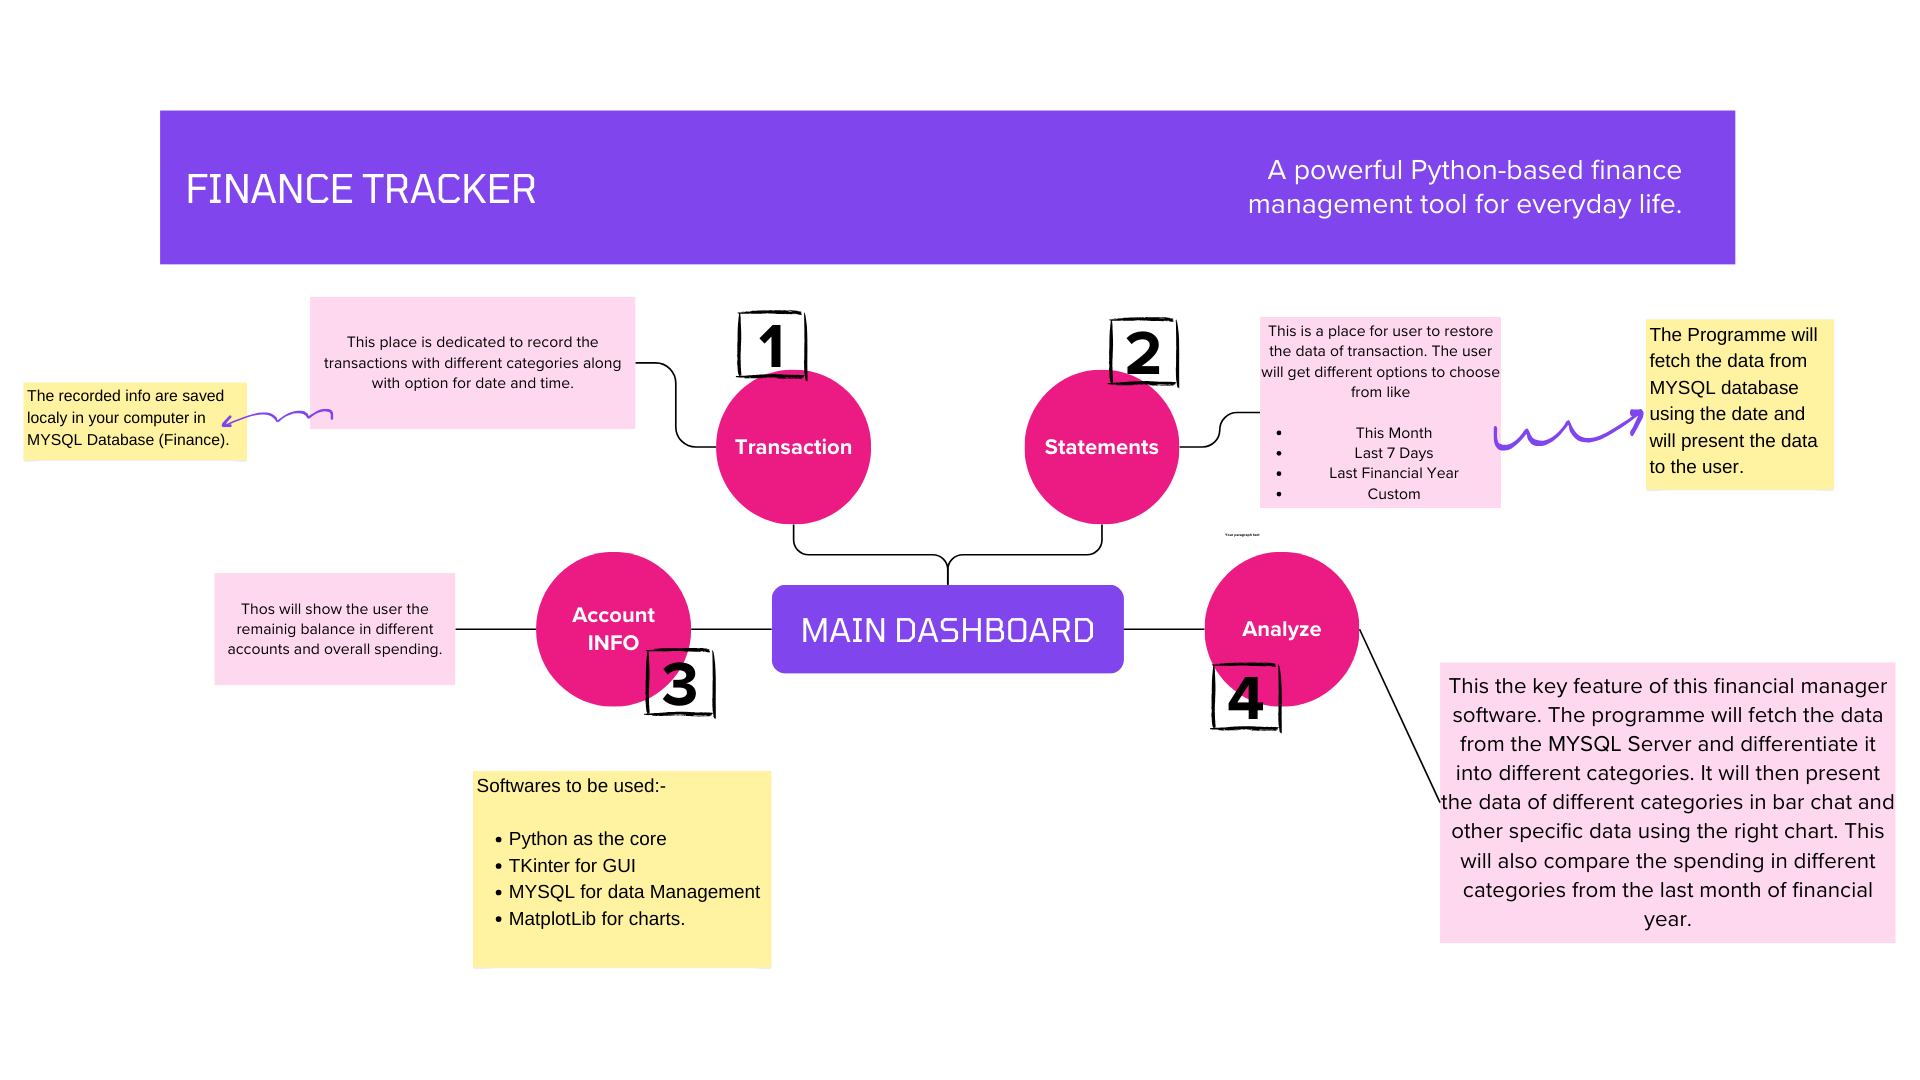 FINANCE TRACKER
A powerful Python-based finance
management tool for everyday life.
The recorded info are saved
localy in your computer in
MYSQL Database (Finance).
This place is dedicated to record the
transactions with different categories along
with option for date and time.
1
Transaction
2
Statements
This is a place for user to restore
the data of transaction. The user
will get different options to choose
from like
• This Month
• Last 7 Days
• Last Financial Year
• Custom
The Programme will
fetch the data from
MYSQL database
using the date and
will present the data
to the user.
Your paragraph text
Thos will show the user the
remainig balance in different
accounts and overall spending.
Account
INFO
3
MAIN DASHBOARD
Analyze
4
This the key feature of this financial manager
software. The programme will fetch the data
from the MYSQL Server and differentiate it
into different categories. It will then present
the data of different categories in bar chat and
other specific data using the right chart. This
will also compare the spending in different
categories from the last month of financial
year.
Softwares to be used:-
• Python as the core
• TKinter for GUI
• MYSQL for data Management
• MatplotLib for charts.